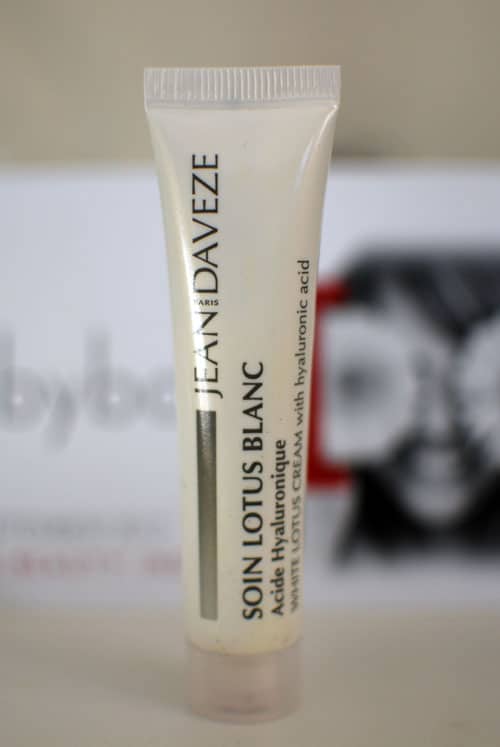 JEAN DAVEZE
PARIS
SOIN LOTUS BLANC
Acide Hyaluronique
WHITE LOTUS CREAM with hyaluronic acid